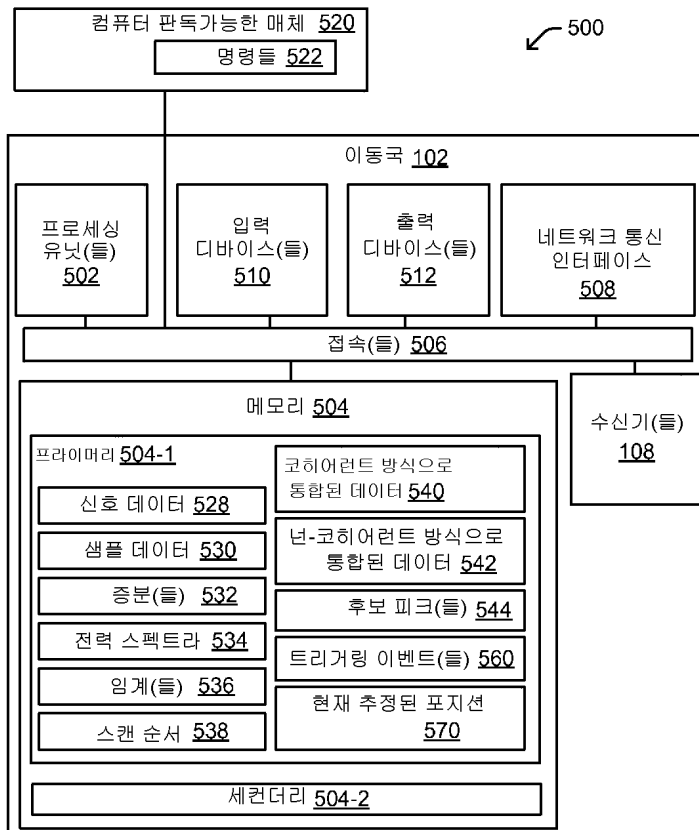 컴퓨터 판독가능한 매체 520
명령들 522
500
이동국 102
프로세싱
유닛(들)
502
입력
디바이스(들)
510
출력
디바이스(들)
512
네트워크 통신
인터페이스
508
접속(들) 506
메모리 504
수신기(들)
108
프라이머리 504-1
신호 데이터 528
샘플 데이터 530
증분(들) 532
전력 스펙트라 534
임계(들) 536
스캔 순서 538
코히어런트 방식으로
통합된 데이터 540
넌-코히어런트 방식으로
통합된 데이터 542
후보 피크(들) 544
트리거링 이벤트(들) 560
현재 추정된 포지션
570
세컨더리 504-2